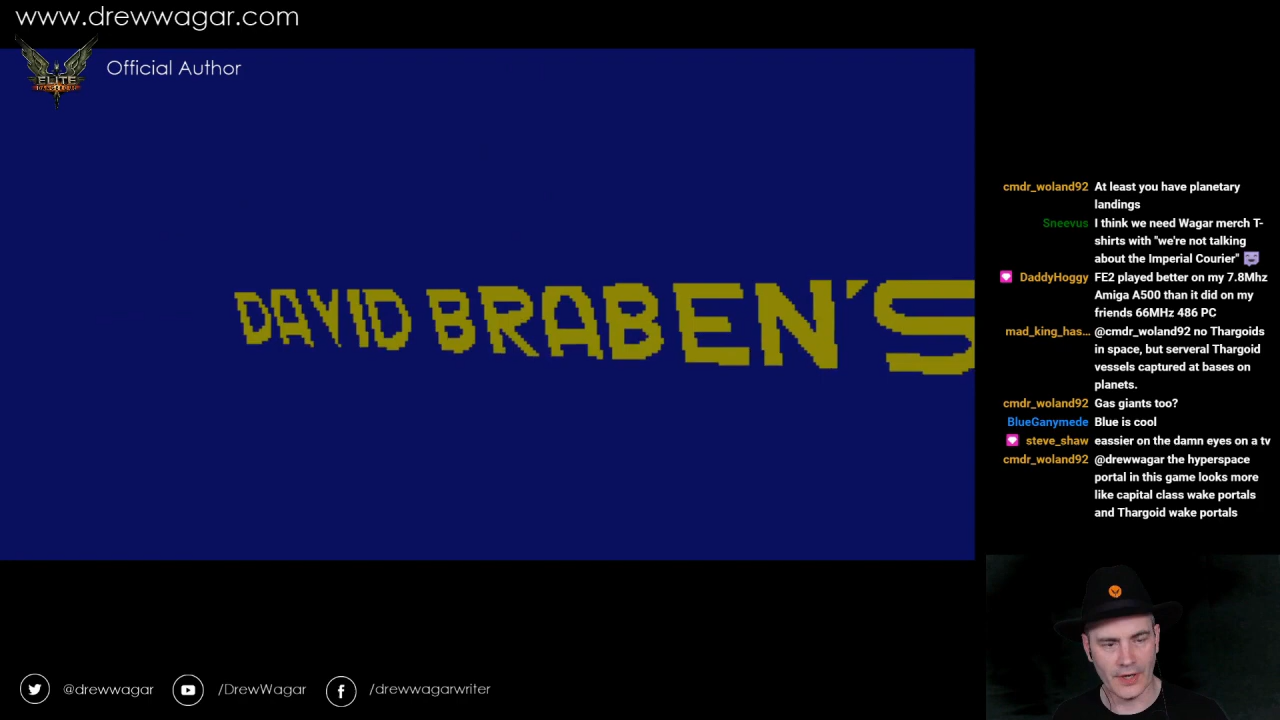 www.drewwagar.com
ELITE
DANGEROUS
Official Author
DAVID BRABEN'S
cmdr_woland92 At least you have planetary
landings
Sneevus I think we need Wagar merch T-
shirts with "we're not talking
about the Imperial Courier"
DaddyHoggy FE2 played better on my 7.8Mhz
Amiga A500 than it did on my
friends 66MHz 486 PC
mad_king_has... @cmdr_woland92 no Thargoids
in space, but serveral Thargoid
vessels captured at bases on
planets.
cmdr_woland92 Gas giants too?
BlueGanymede Blue is cool
steve_shaw eassier on the damn eyes on a tv
cmdr_woland92 @drewwagar the hyperspace
portal in this game looks more
like capital class wake portals
and Thargoid wake portals
@drewwagar
/DrewWagar
/drewwagarwriter